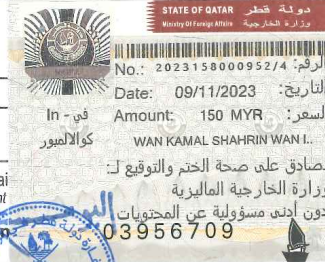 STATE OF QATAR دولة قطر
Ministry Of Foreign Affairs وزارة الخارجية
No.: 2023158000952/4 الرقم:
Date: 09/11/2023 التاريخ:
Amount: 150 MYR السعر:
In - في
كوالالمبور
WAN KAMAL SHAHRIN WAN I..
صادق على صحة الختم والتوقيع لـ:
وزارة الخارجية الماليزية
دون أدنى مسؤولية عن المحتويات
03956709